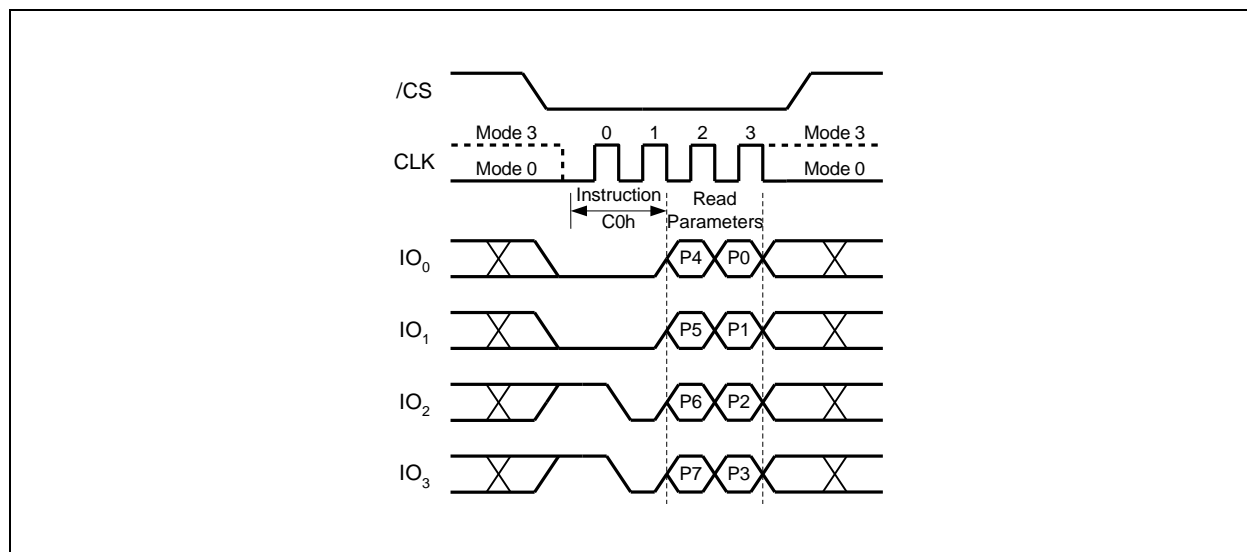 /CS
Mode 3 0 1 2 3 Mode 3
CLK
Mode 0 Mode 0
Instruction Read
C0h Parameters
IO0 P4 P0
IO1 P5 P1
IO2 P6 P2
IO3 P7 P3